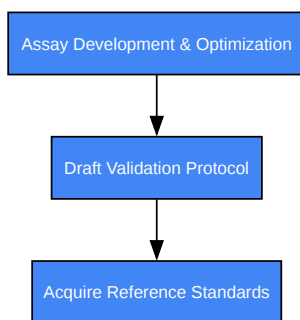 Assay Development & Optimization
Draft Validation Protocol
Acquire Reference Standards